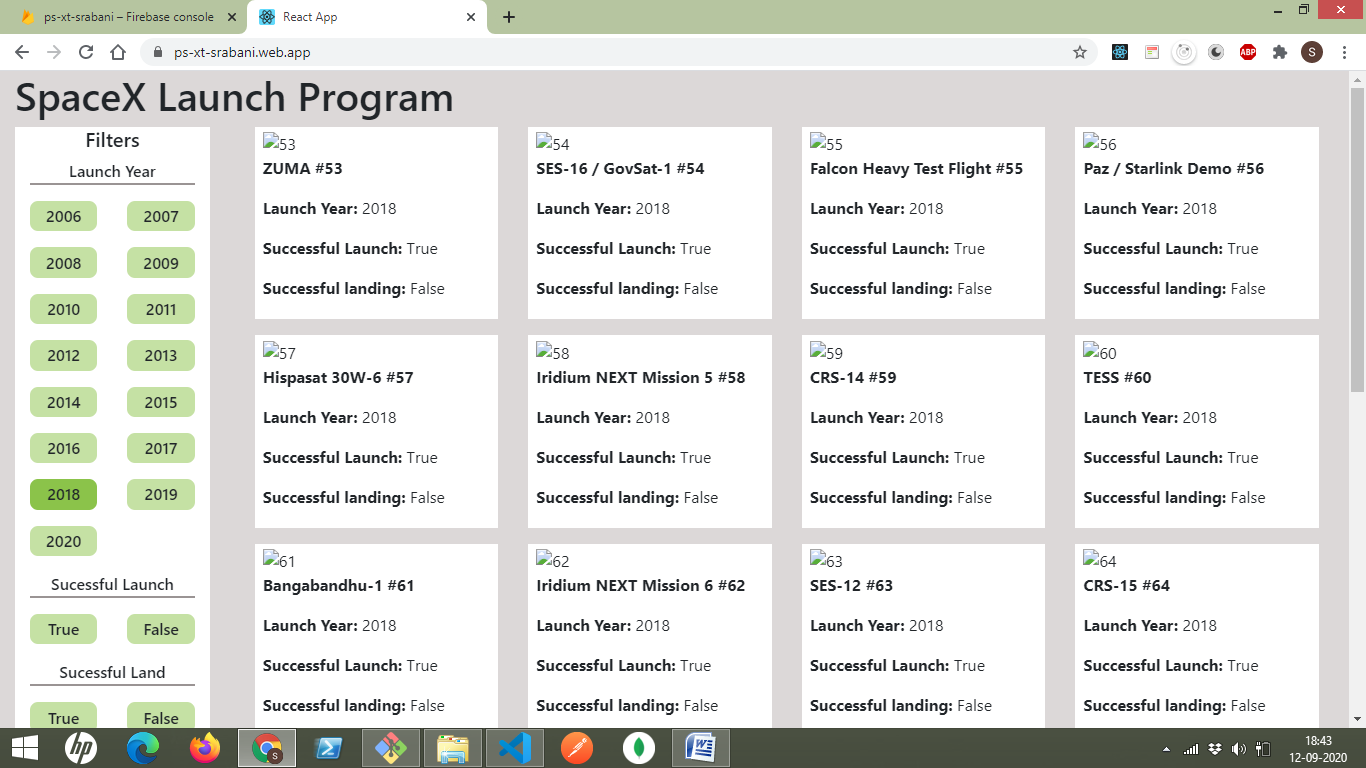 ps-xt-srabani – Firebase console
React App
ps-xt-srabani.web.app
ABP
S
SpaceX Launch Program
Filters
Launch Year
2006 2007
2008 2009
2010 2011
2012 2013
2014 2015
2016 2017
2018 2019
2020
Sucessful Launch
True False
Sucessful Land
True False
53
ZUMA #53
Launch Year: 2018
Successful Launch: True
Successful landing: False
54
SES-16 / GovSat-1 #54
Launch Year: 2018
Successful Launch: True
Successful landing: False
55
Falcon Heavy Test Flight #55
Launch Year: 2018
Successful Launch: True
Successful landing: False
56
Paz / Starlink Demo #56
Launch Year: 2018
Successful Launch: True
Successful landing: False
57
Hispasat 30W-6 #57
Launch Year: 2018
Successful Launch: True
Successful landing: False
58
Iridium NEXT Mission 5 #58
Launch Year: 2018
Successful Launch: True
Successful landing: False
59
CRS-14 #59
Launch Year: 2018
Successful Launch: True
Successful landing: False
60
TESS #60
Launch Year: 2018
Successful Launch: True
Successful landing: False
61
Bangabandhu-1 #61
Launch Year: 2018
Successful Launch: True
Successful landing: False
62
Iridium NEXT Mission 6 #62
Launch Year: 2018
Successful Launch: True
Successful landing: False
63
SES-12 #63
Launch Year: 2018
Successful Launch: True
Successful landing: False
64
CRS-15 #64
Launch Year: 2018
Successful Launch: True
Successful landing: False
hp
S
W
18:43
12-09-2020